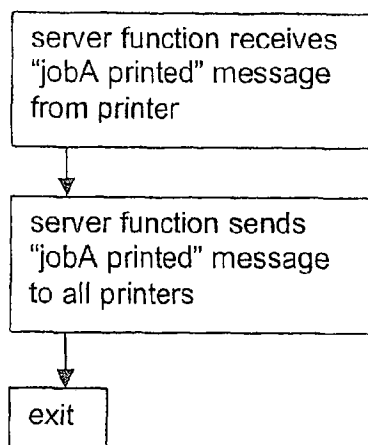 server function receives
“jobA printed” message
from printer
server function sends
“jobA printed” message
to all printers
exit